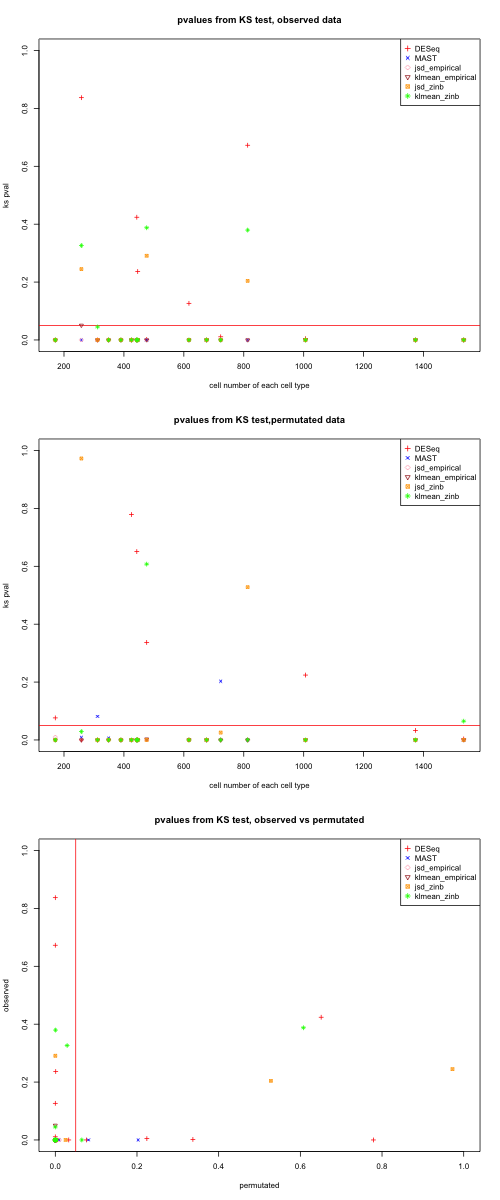 pvalues from KS test, observed data
DESeq
MAST
jsd_empirical
klmean_empirical
jsd_zinb
klmean_zinb
ks pval
1.0
0.8
0.6
0.4
0.2
0.0
200 400 600 800 1000 1200 1400
cell number of each cell type
pvalues from KS test,permutated data
DESeq
MAST
jsd_empirical
klmean_empirical
jsd_zinb
klmean_zinb
ks pval
1.0
0.8
0.6
0.4
0.2
0.0
200 400 600 800 1000 1200 1400
cell number of each cell type
pvalues from KS test, observed vs permutated
DESeq
MAST
jsd_empirical
klmean_empirical
jsd_zinb
klmean_zinb
observed
1.0
0.8
0.6
0.4
0.2
0.0
0.0 0.2 0.4 0.6 0.8 1.0
permutated